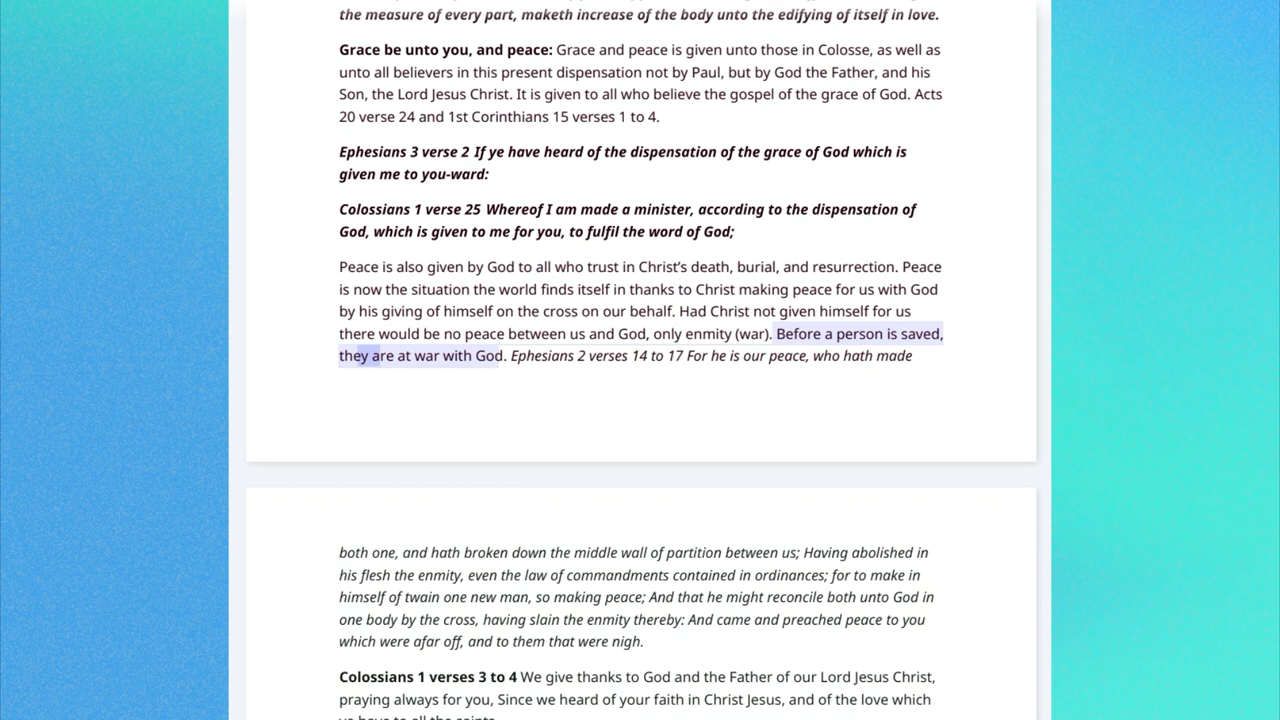 the measure of every part, maketh increase of the body unto the edifying of itself in love.
Grace be unto you, and peace: Grace and peace is given unto those in Colosse, as well as
unto all believers in this present dispensation not by Paul, but by God the Father, and his
Son, the Lord Jesus Christ. It is given to all who believe the gospel of the grace of God. Acts
20 verse 24 and 1st Corinthians 15 verses 1 to 4.
Ephesians 3 verse 2 If ye have heard of the dispensation of the grace of God which is
given me to you-ward:
Colossians 1 verse 25 Whereof I am made a minister, according to the dispensation of
God, which is given to me for you, to fulfil the word of God;
Peace is also given by God to all who trust in Christ’s death, burial, and resurrection. Peace
is now the situation the world finds itself in thanks to Christ making peace for us with God
by his giving of himself on the cross on our behalf. Had Christ not given himself for us
there would be no peace between us and God, only enmity (war). Before a person is saved,
they are at war with God. Ephesians 2 verses 14 to 17 For he is our peace, who hath made
both one, and hath broken down the middle wall of partition between us; Having abolished in
his flesh the enmity, even the law of commandments contained in ordinances; for to make in
himself of twain one new man, so making peace; And that he might reconcile both unto God in
one body by the cross, having slain the enmity thereby: And came and preached peace to you
which were afar off, and to them that were nigh.
Colossians 1 verses 3 to 4 We give thanks to God and the Father of our Lord Jesus Christ,
praying always for you, Since we heard of your faith in Christ Jesus, and of the love which
ye have to all the saints